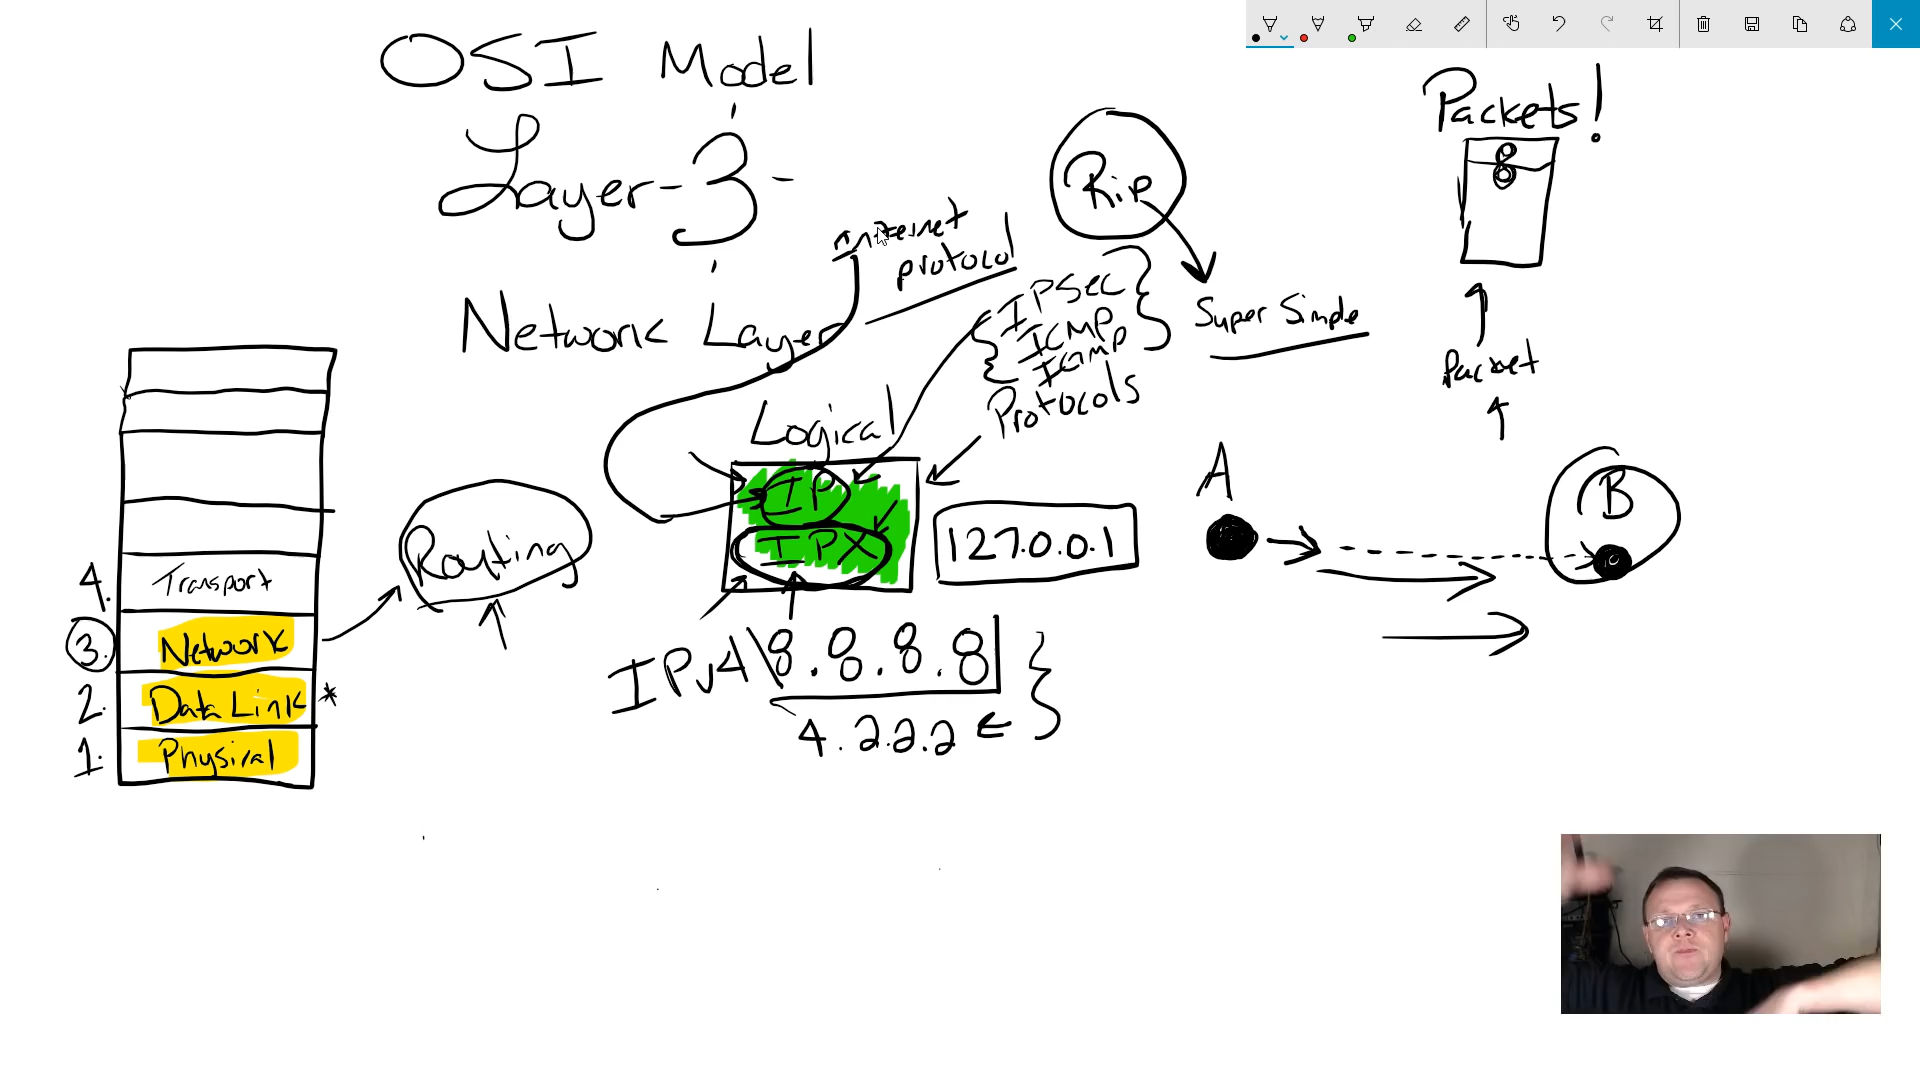 OSI Model
Layer-3-
Network Layer
internet
protocol
Rip
Super Simple
IPSec
ICMP
IGMP
Protocols
Packets!
8
Packet
Logical
IP
IPX
127.0.0.1
IPv4 \8.8.8.8
4.2.2.2
Routing
A
B
4. Transport
3. Network
2. Data Link *
1. Physical